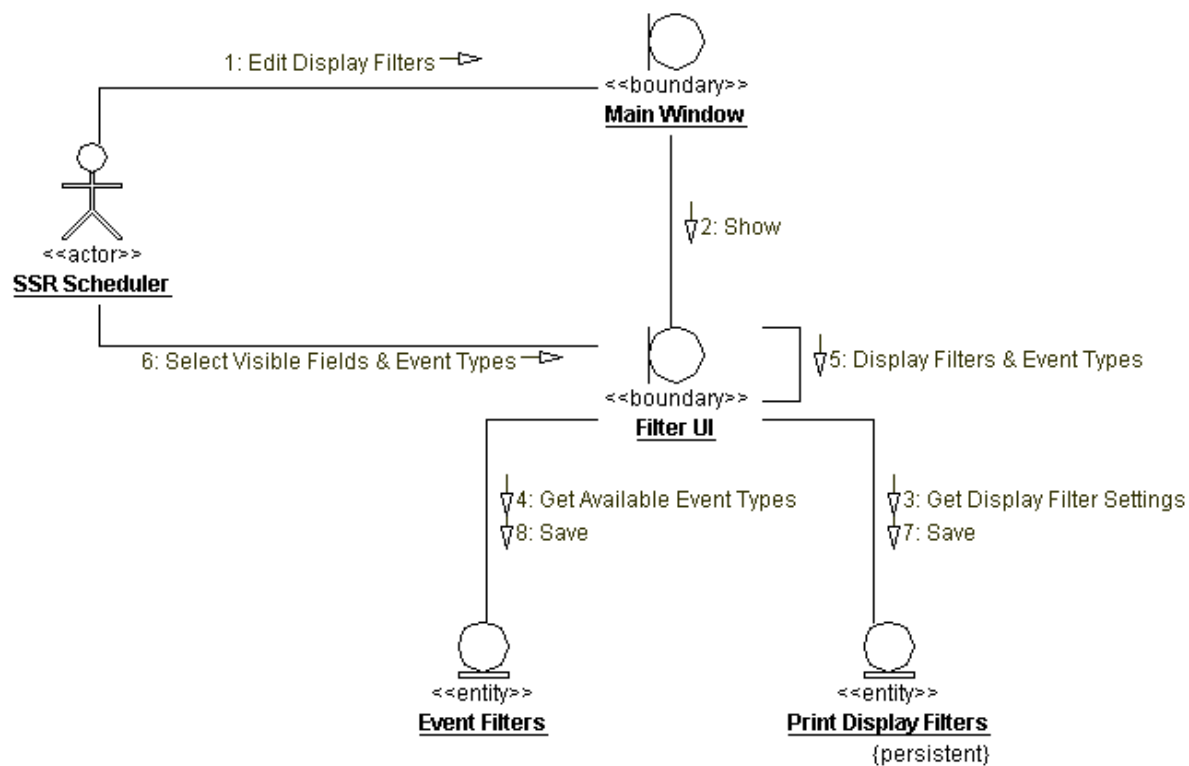 1: Edit Display Filters
<<boundary>>
Main Window
2: Show
<<actor>>
SSR Scheduler
6: Select Visible Fields & Event Types
5: Display Filters & Event Types
<<boundary>>
Filter UI
4: Get Available Event Types
3: Get Display Filter Settings
8: Save
7: Save
<<entity>>
<<entity>>
Event Filters
Print Display Filters
{persistent}